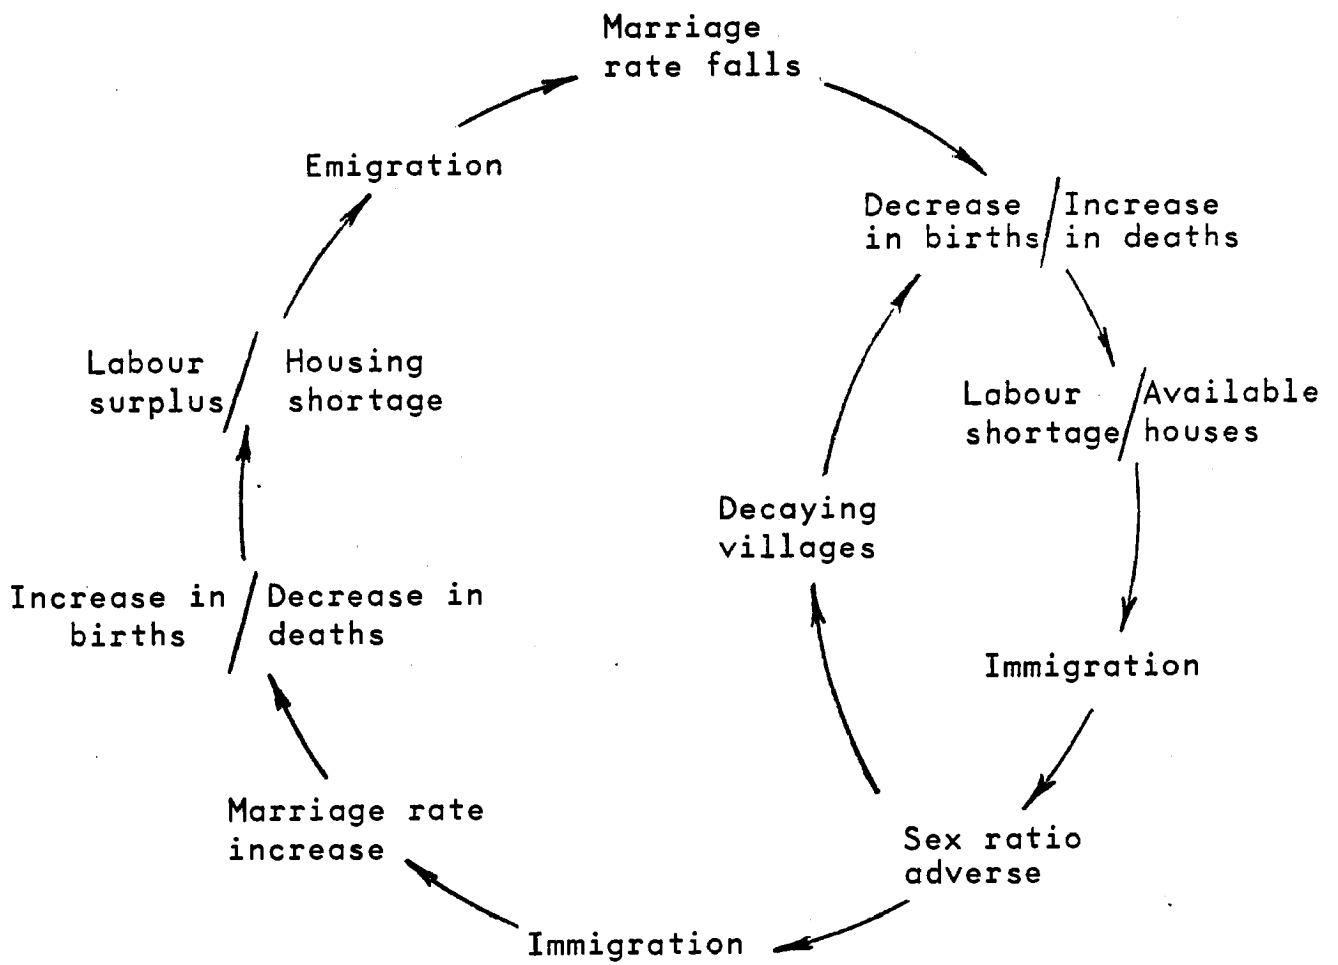 Marriage
rate falls
Emigration
Decrease / Increase
in births / in deaths
Labour / Housing
surplus / shortage
Labour / Available
shortage / houses
Decaying
villages
Increase in / Decrease in
births / deaths
Immigration
Marriage rate
increase
Sex ratio
adverse
Immigration